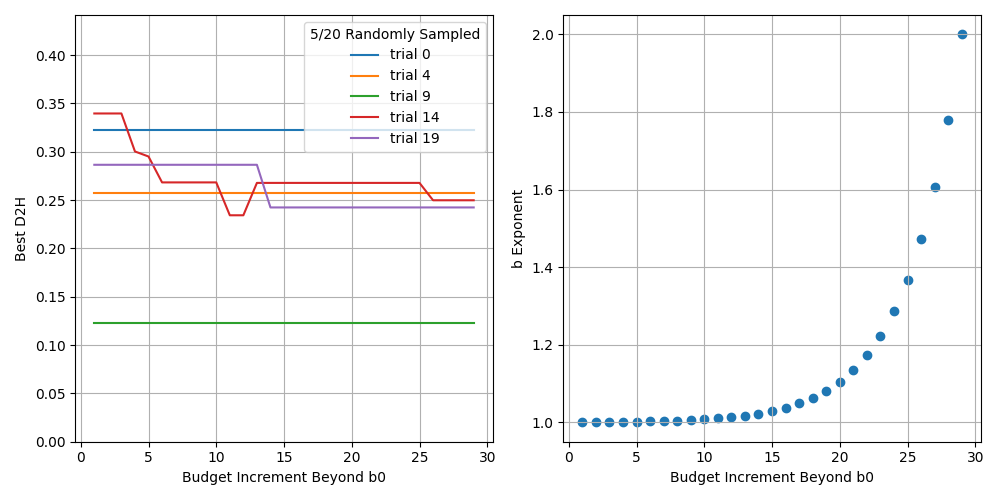 5/20 Randomly Sampled
trial 0
trial 4
trial 9
trial 14
trial 19
Best D2H
0.40
0.35
0.30
0.25
0.20
0.15
0.10
0.05
0.00
0 5 10 15 20 25 30
Budget Increment Beyond b0
b Exponent
2.0
1.8
1.6
1.4
1.2
1.0
0 5 10 15 20 25 30
Budget Increment Beyond b0